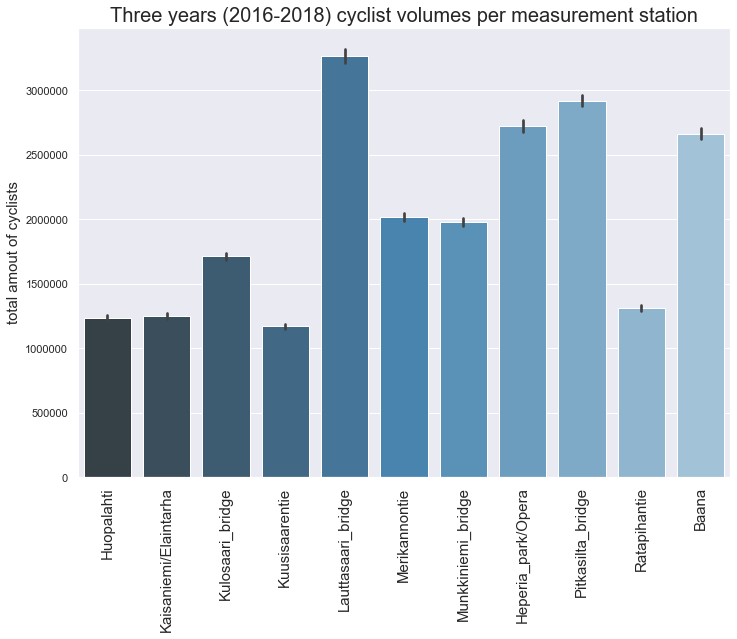 Three years (2016-2018) cyclist volumes per measurement station
total amout of cyclists
3000000
2500000
2000000
1500000
1000000
500000
0
Huopalahti
Kaisaniemi/Elaintarha
Kulosaari_bridge
Kuusisaarentie
Lauttasaari_bridge
Merikannontie
Munkkiniemi_bridge
Heperia_park/Opera
Pitkasilta_bridge
Ratapihantie
Baana